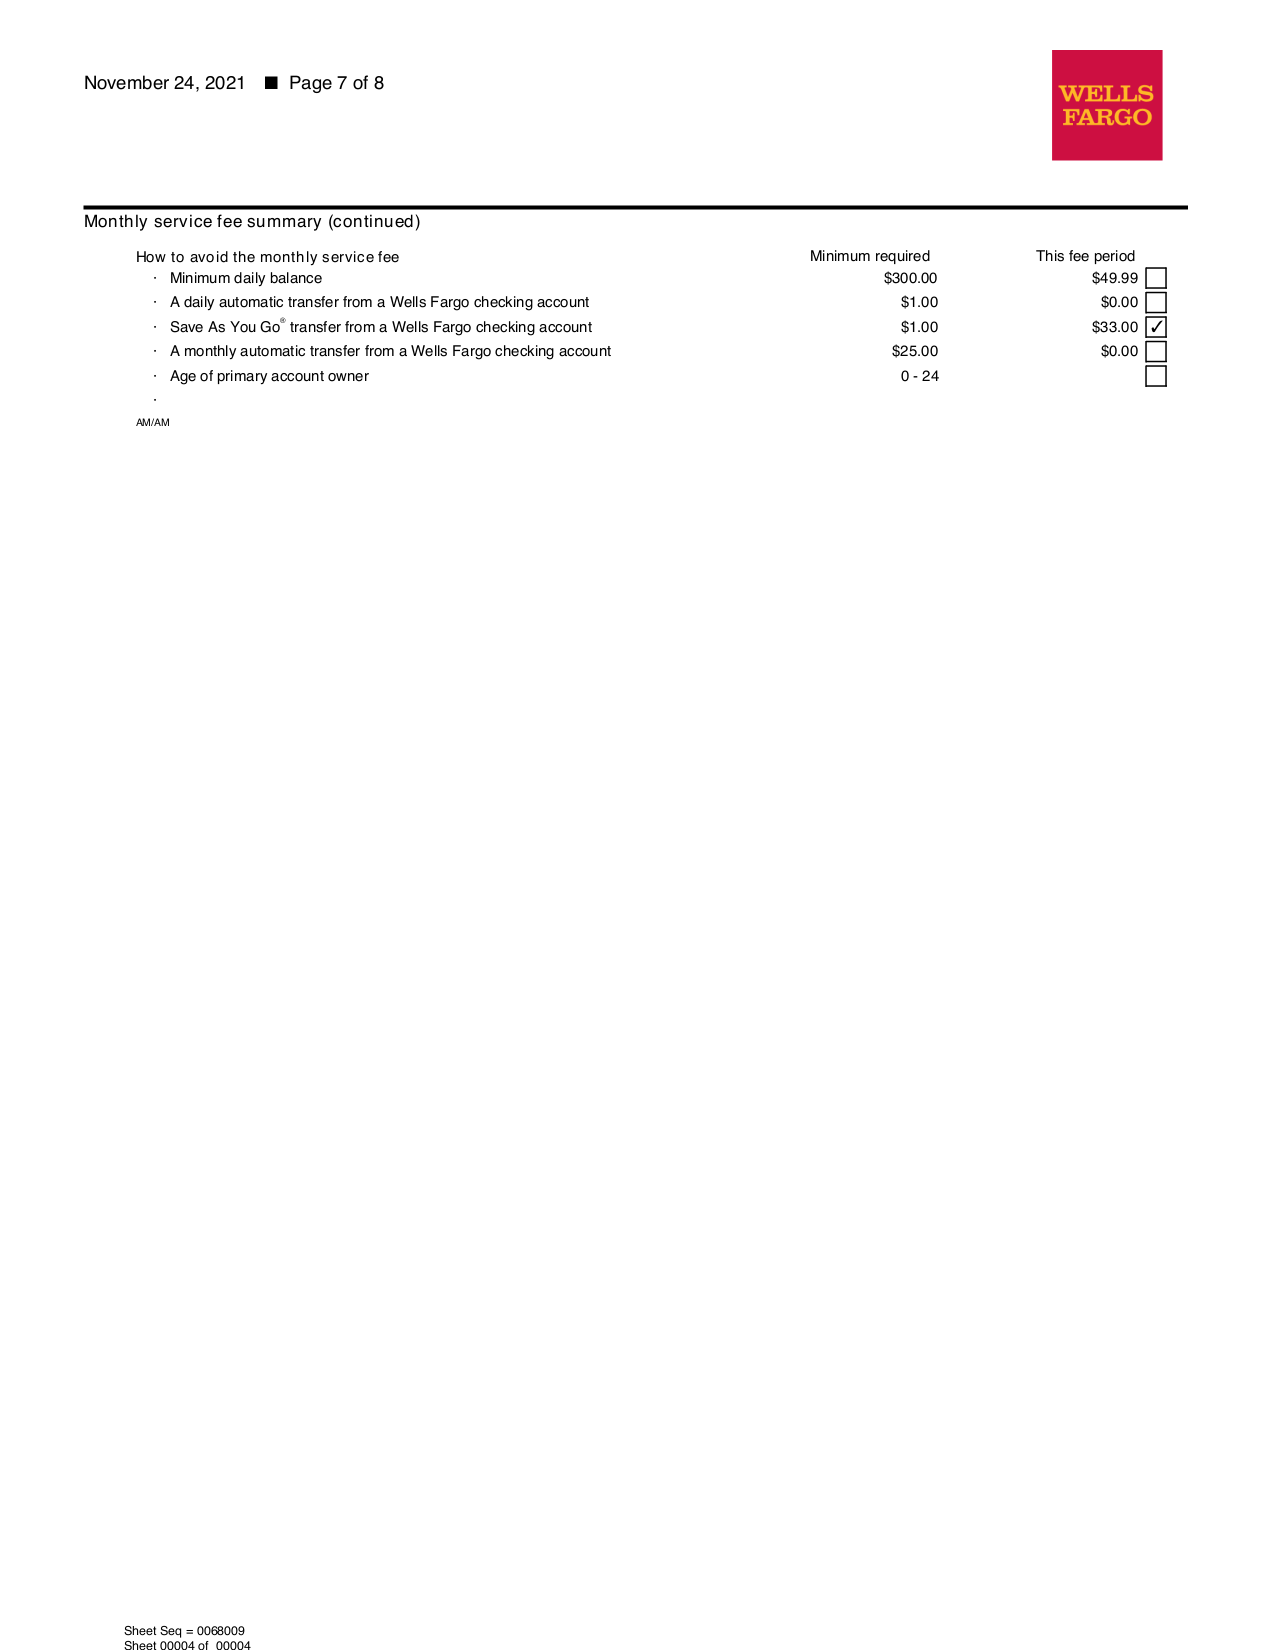 November 24, 2021 ■ Page 7 of 8
WELLS
FARGO
Monthly service fee summary (continued)
How to avoid the monthly service fee Minimum required This fee period
· Minimum daily balance $300.00 $49.99 ☐
· A daily automatic transfer from a Wells Fargo checking account $1.00 $0.00 ☐
· Save As You Go® transfer from a Wells Fargo checking account $1.00 $33.00 ☑
· A monthly automatic transfer from a Wells Fargo checking account $25.00 $0.00 ☐
· Age of primary account owner 0 - 24 ☐
·
AM/AM
Sheet Seq = 0068009
Sheet 00004 of 00004